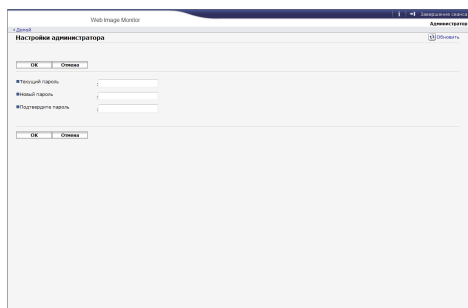 Web Image Monitor
Завершение сеанса
Администратор
Домой
Настройки администратора
Обновить
OK Отмена
Текущий пароль :
Новый пароль :
Подтвердите пароль :
OK Отмена